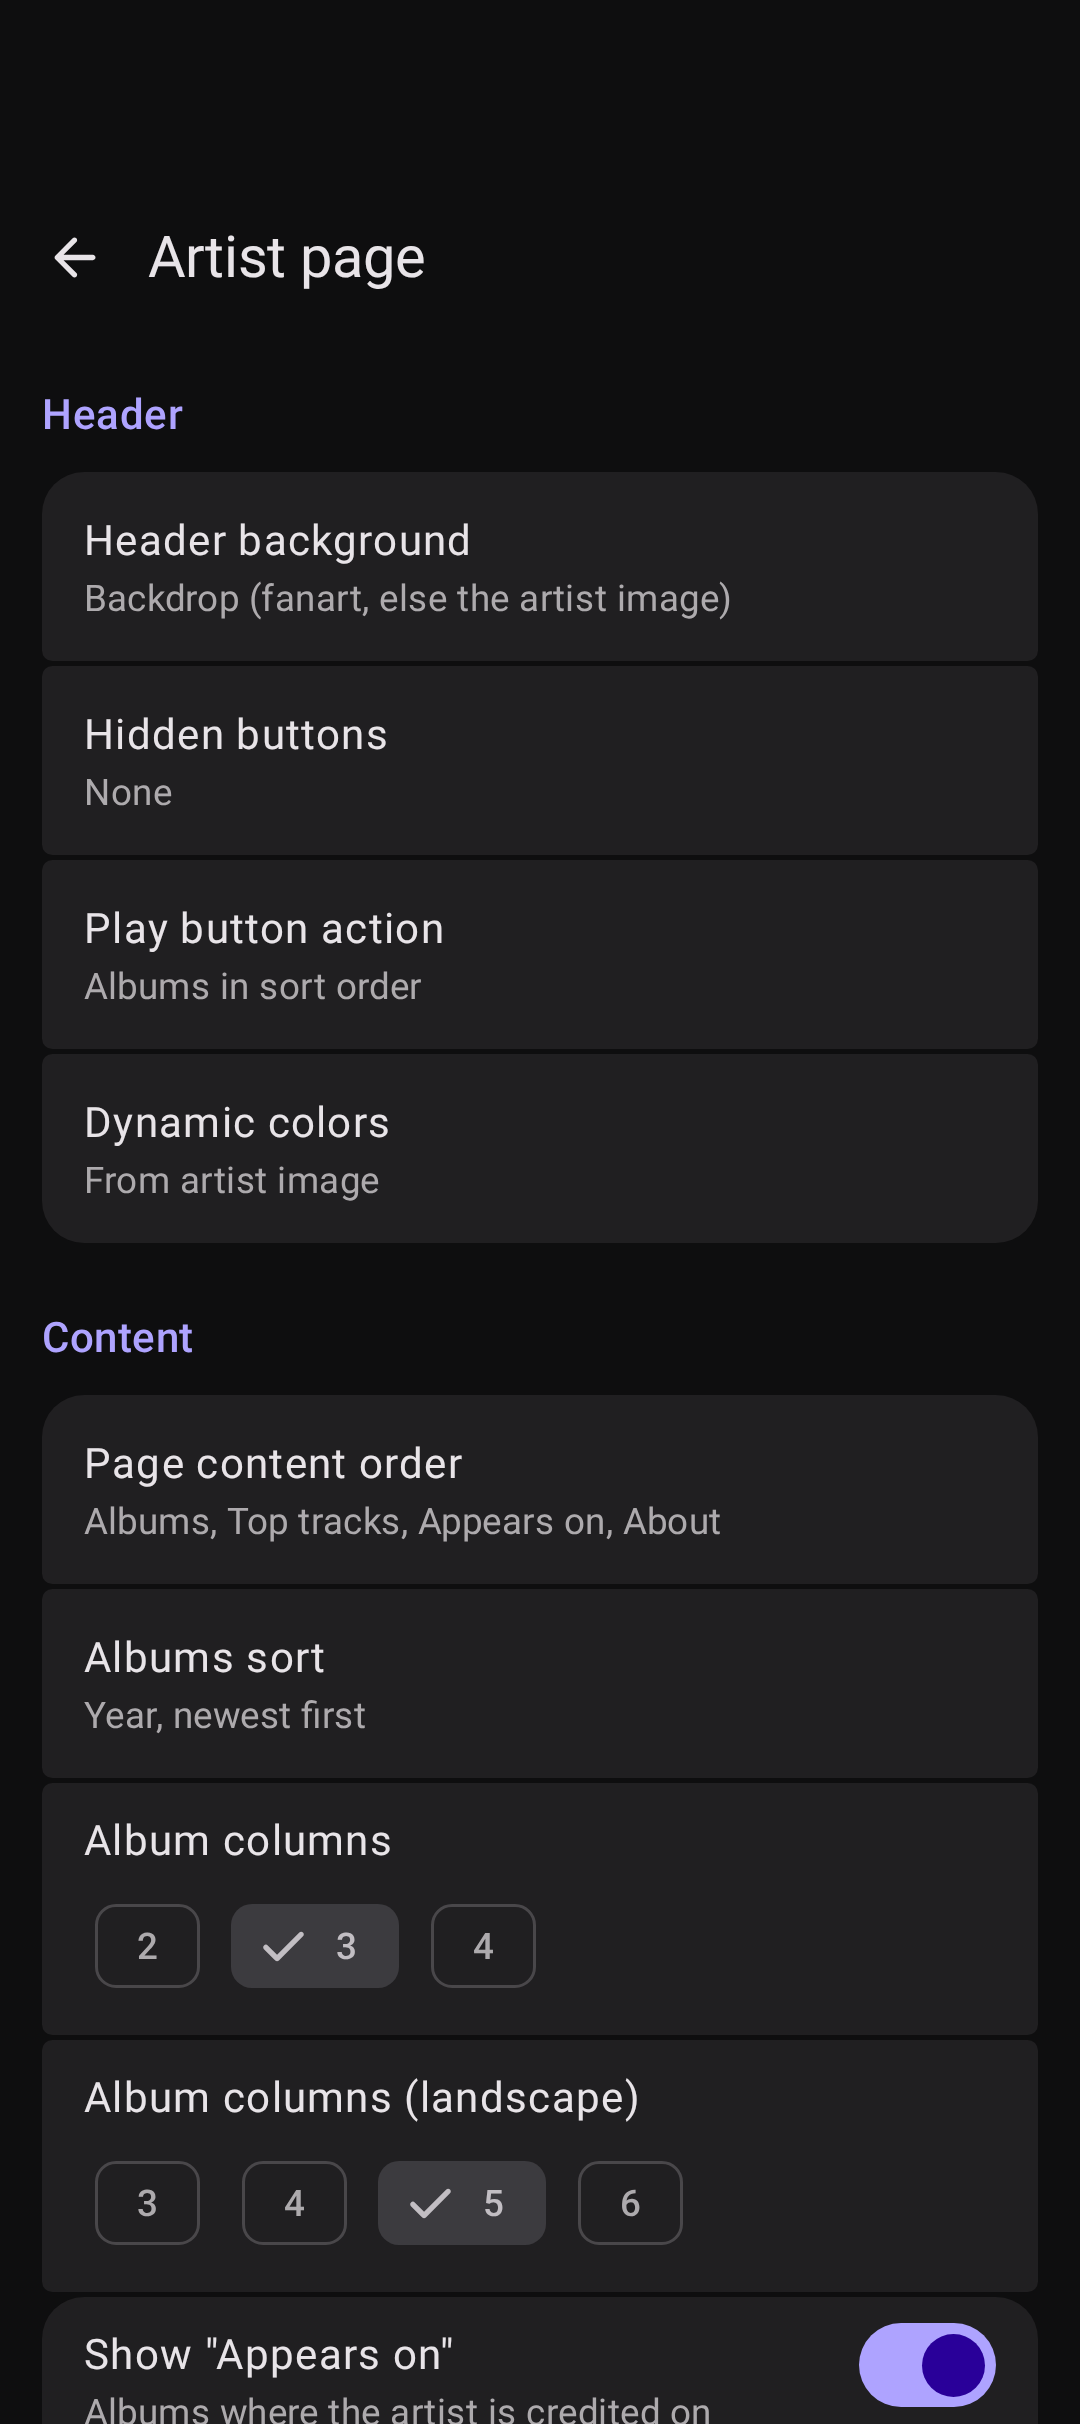 Artist page
Header
Header background
Backdrop (fanart, else the artist image)
Hidden buttons
None
Play button action
Albums in sort order
Dynamic colors
From artist image
Content
Page content order
Albums, Top tracks, Appears on, About
Albums sort
Year, newest first
Album columns
2 3 4
Album columns (landscape)
3 4 5 6
Show "Appears on"
Albums where the artist is credited on